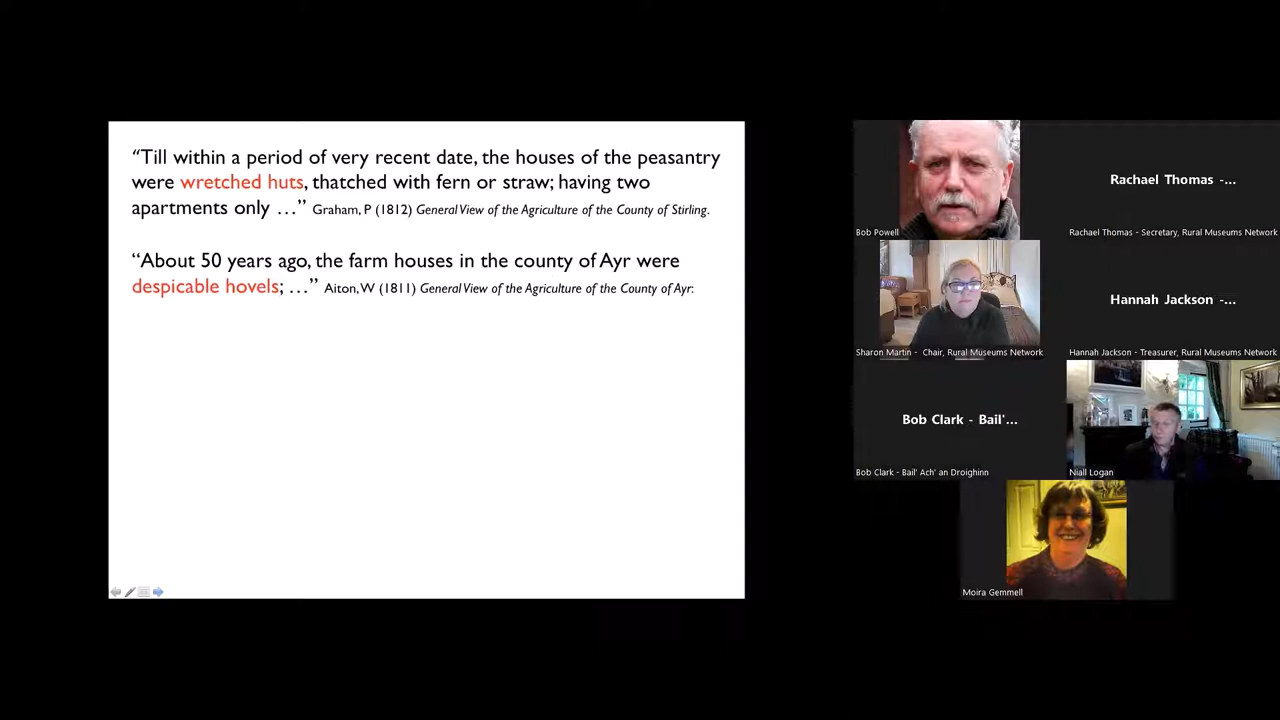 “Till within a period of very recent date, the houses of the peasantry
were wretched huts, thatched with fern or straw; having two
apartments only …” Graham, P (1812) General View of the Agriculture of the County of Stirling.
“About 50 years ago, the farm houses in the county of Ayr were
despicable hovels; …” Aiton, W (1811) General View of the Agriculture of the County of Ayr:
Bob Powell
Rachael Thomas -...
Rachael Thomas - Secretary, Rural Museums Network
Sharon Martin - Chair, Rural Museums Network
Hannah Jackson -...
Hannah Jackson - Treasurer, Rural Museums Network
Bob Clark - Bail'...
Bob Clark - Bail' Ach' an Droighinn
Niall Logan
Moira Gemmell